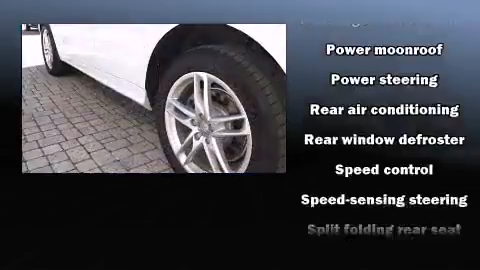 Power moonroof
Power steering
Rear air conditioning
Rear window defroster
Speed control
Speed-sensing steering
Split folding rear seat